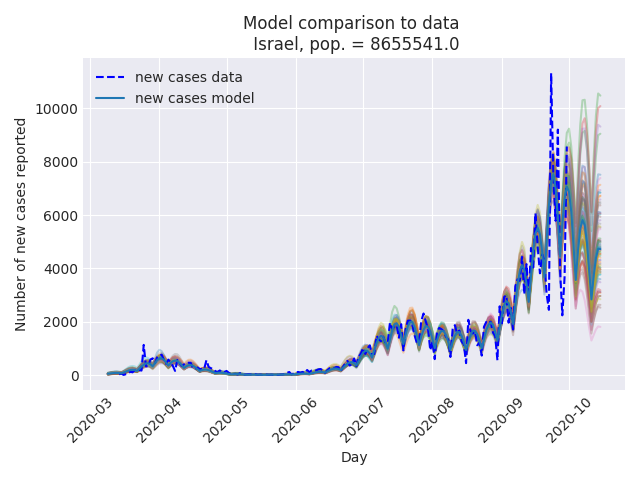 Model comparison to data
Israel, pop. = 8655541.0
new cases data
new cases model
Number of new cases reported
10000
8000
6000
4000
2000
0
2020-03
2020-04
2020-05
2020-06
2020-07
2020-08
2020-09
2020-10
Day